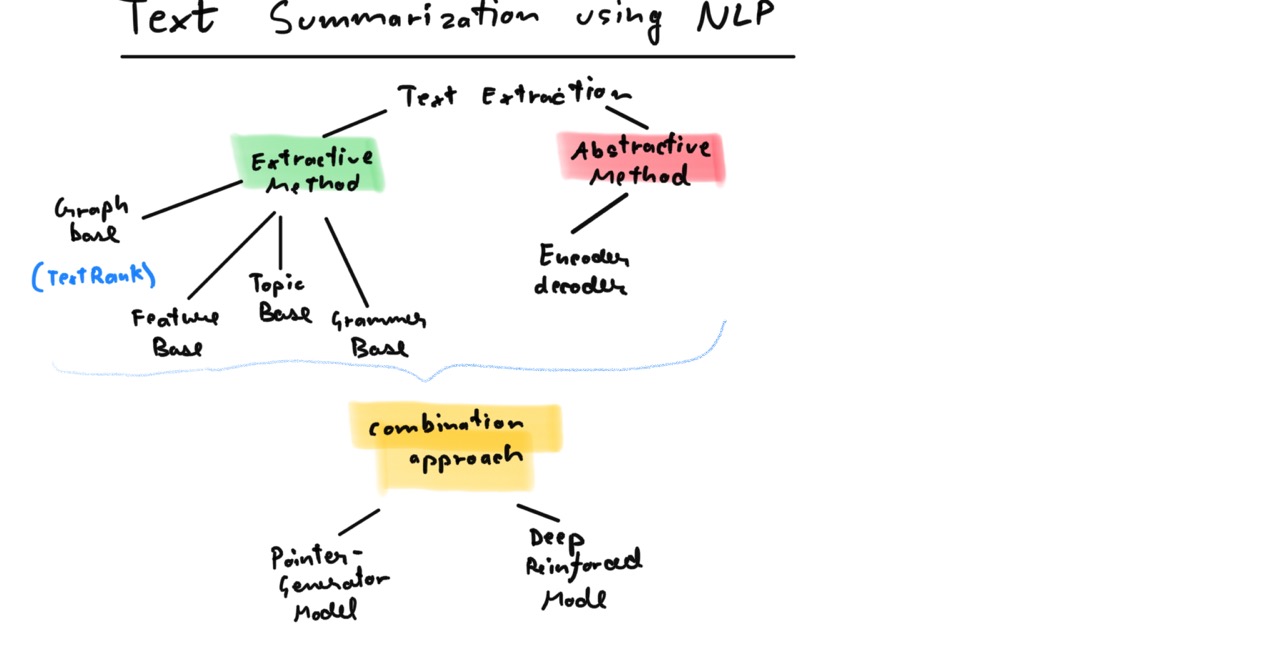 Text Summarization using NLP
Text Extraction
Extractive
Method
Abstractive
Method
Graph
base
(TextRank)
Feature
Base
Topic
Base
Grammer
Base
Encoder
decoder
combination
approach
Pointer-
Generator
Model
Deep
Reinforced
Model